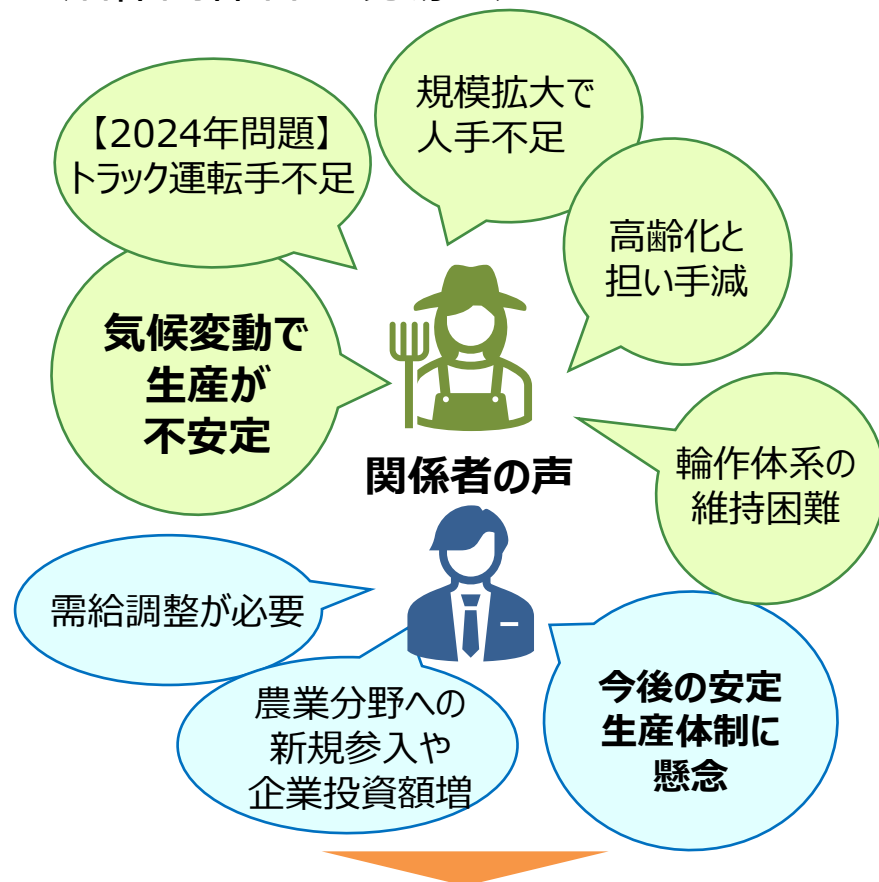 【2024年問題】
トラック運転手不足
規模拡大で
人手不足
高齢化と
担い手減
気候変動で
生産が
不安定
関係者の声
輪作体系の
維持困難
需給調整が必要
農業分野への
新規参入や
企業投資額増
今後の安定
生産体制に
懸念